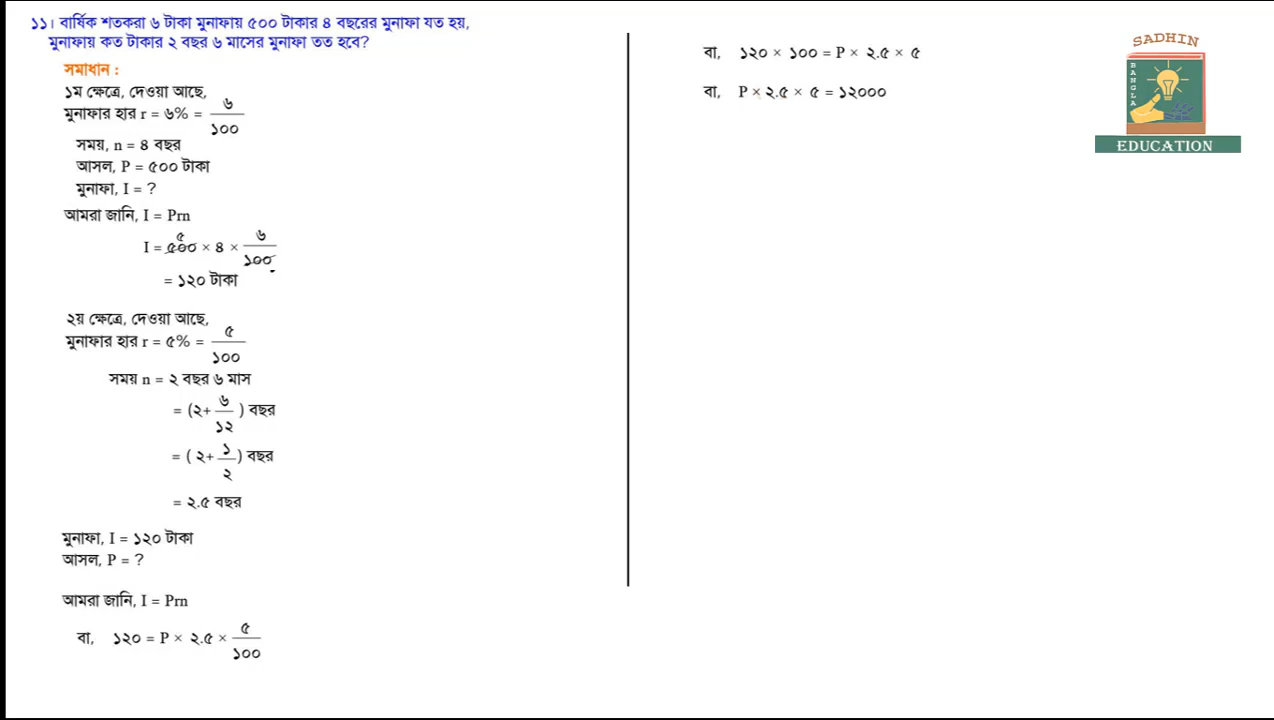 ১১। বার্ষিক শতকরা ৬ টাকা মুনাফায় ৫০০ টাকার ৪ বছরের মুনাফা যত হয়,
মুনাফায় কত টাকার ২ বছর ৬ মাসের মুনাফা তত হবে?
সমাধান :
১ম ক্ষেত্রে, দেওয়া আছে,
মুনাফার হার r = ৬% = ৬/১০০
সময়, n = ৪ বছর
আসল, P = ৫০০ টাকা
মুনাফা, I = ?
আমরা জানি, I = Prn
৫
I = ৫০০ × ৪ × ৬/১০০
= ১২০ টাকা
২য় ক্ষেত্রে, দেওয়া আছে,
মুনাফার হার r = ৫% = ৫/১০০
সময় n = ২ বছর ৬ মাস
= (২+ ৬/১২ ) বছর
= ( ২+ ১/২ ) বছর
= ২.৫ বছর
মুনাফা, I = ১২০ টাকা
আসল, P = ?
আমরা জানি, I = Prn
বা, ১২০ = P × ২.৫ × ৫/১০০
বা, ১২০ × ১০০ = P × ২.৫ × ৫
বা, P × ২.৫ × ৫ = ১২০০০
SADHIN
BANGLA
EDUCATION